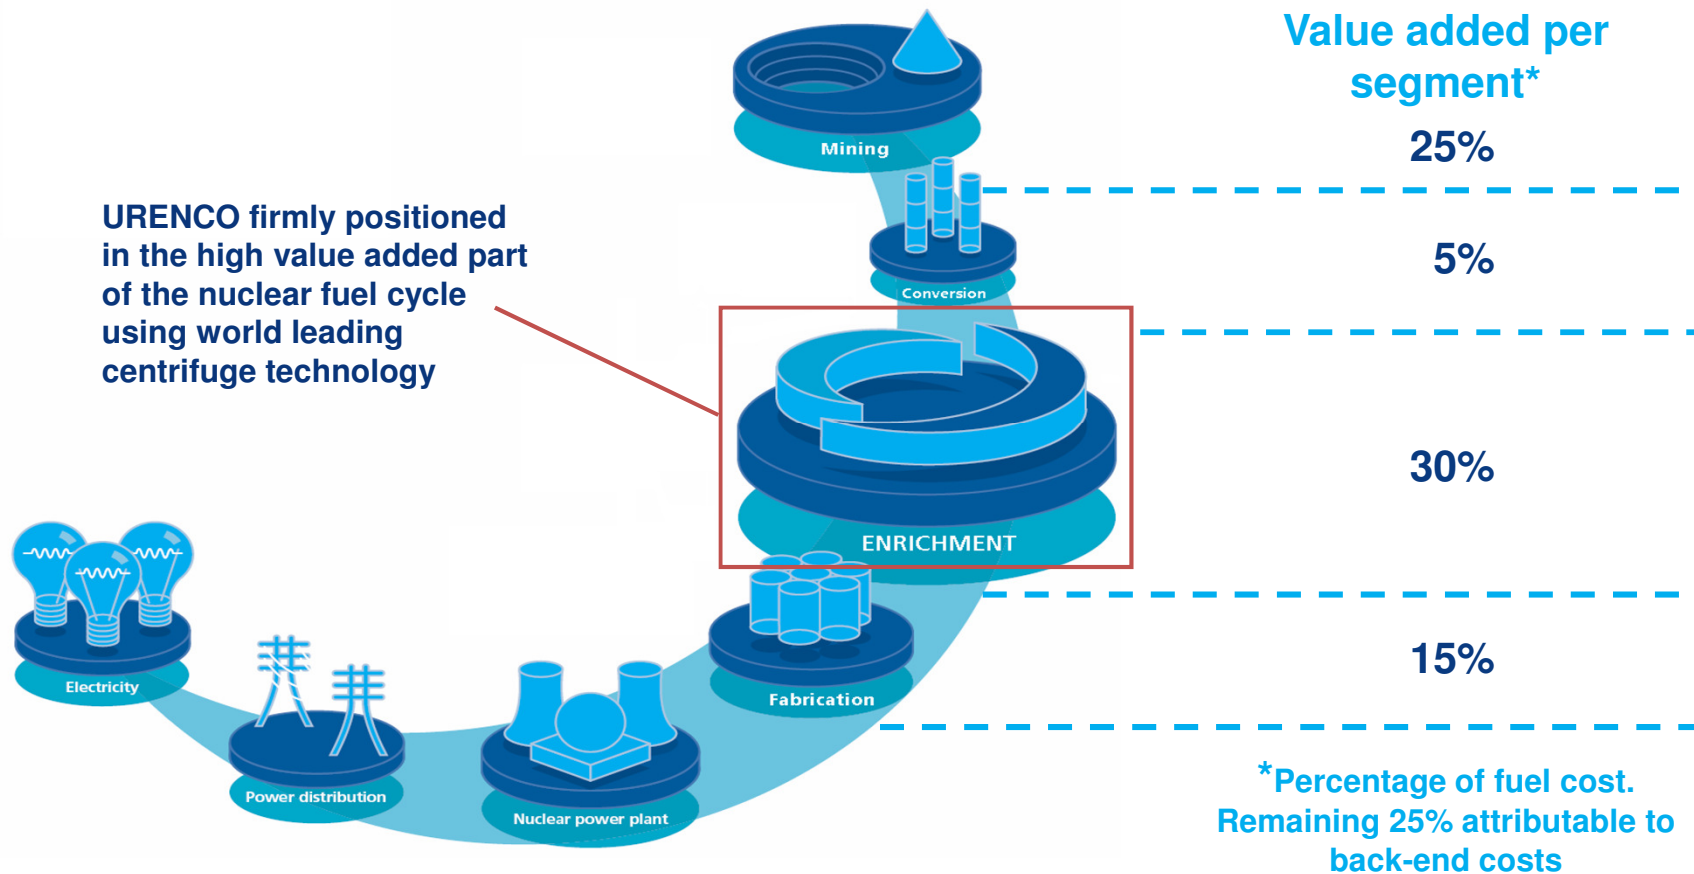 Value added per
segment*
Mining
25%
URENCO firmly positioned
in the high value added part
of the nuclear fuel cycle
using world leading
centrifuge technology
5%
Conversion
30%
ENRICHMENT
15%
Electricity
Fabrication
Power distribution
Nuclear power plant
*Percentage of fuel cost.
Remaining 25% attributable to
back-end costs